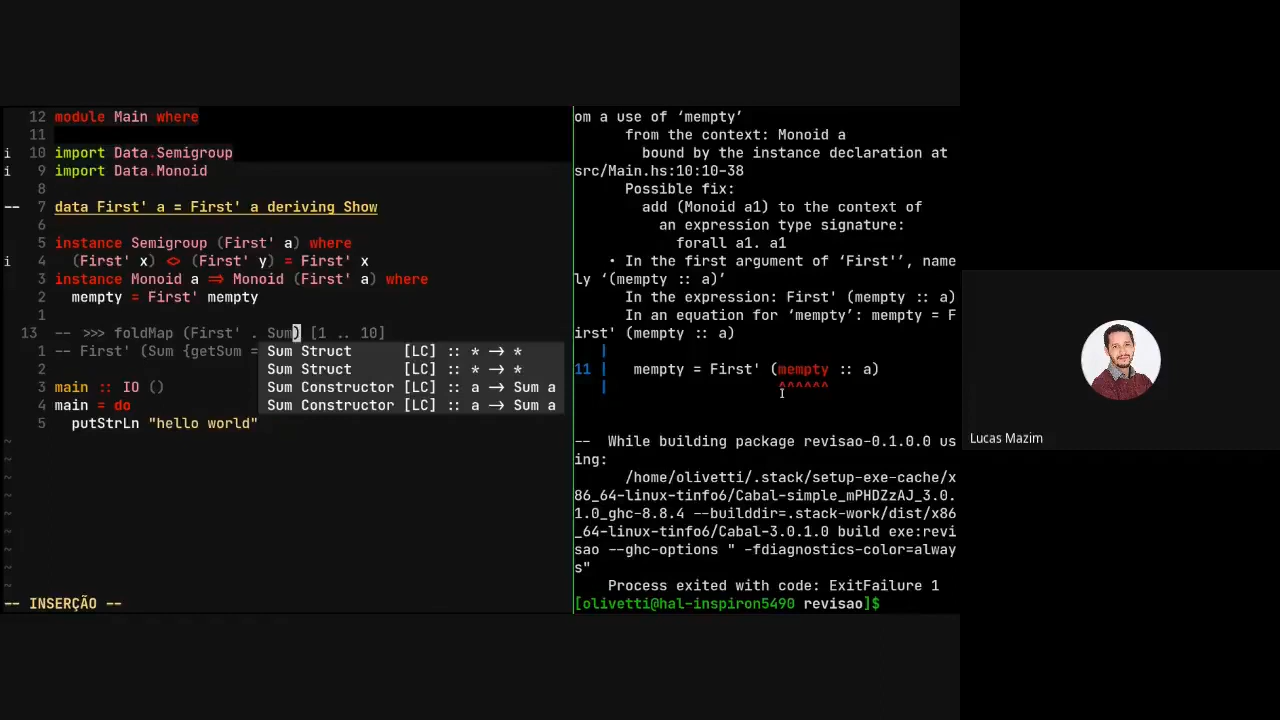 12 module Main where
11
i 10 import Data.Semigroup
i 9 import Data.Monoid
8
-- 7 data First' a = First' a deriving Show
6
5 instance Semigroup (First' a) where
i 4 (First' x) <> (First' y) = First' x
3 instance Monoid a => Monoid (First' a) where
2 mempty = First' mempty
1
13 -- >>> foldMap (First' . Sum) [1 .. 10]
1 -- First' (Sum {getSum =
Sum Struct [LC] :: * -> *
2
Sum Struct [LC] :: * -> *
3 main :: IO ()
Sum Constructor [LC] :: a -> Sum a
4 main = do
Sum Constructor [LC] :: a -> Sum a
5 putStrLn "hello world"
~
~
~
~
~
~
~
~
~
-- INSERÇÃO --
om a use of ‘mempty’
from the context: Monoid a
bound by the instance declaration at
src/Main.hs:10:10-38
Possible fix:
add (Monoid a1) to the context of
an expression type signature:
forall a1. a1
• In the first argument of ‘First'’, name
ly ‘(mempty :: a)’
In the expression: First' (mempty :: a)
In an equation for ‘mempty’: mempty = F
irst' (mempty :: a)
|
11 | mempty = First' (mempty :: a)
| ^^^^^^
-- While building package revisao-0.1.0.0 us
ing:
/home/olivetti/.stack/setup-exe-cache/x
86_64-linux-tinfo6/Cabal-simple_mPHDZzAJ_3.0.
1.0_ghc-8.8.4 --builddir=.stack-work/dist/x86
_64-linux-tinfo6/Cabal-3.0.1.0 build exe:revi
sao --ghc-options " -fdiagnostics-color=alway
s"
Process exited with code: ExitFailure 1
[olivetti@hal-inspiron5490 revisao]$
Lucas Mazim